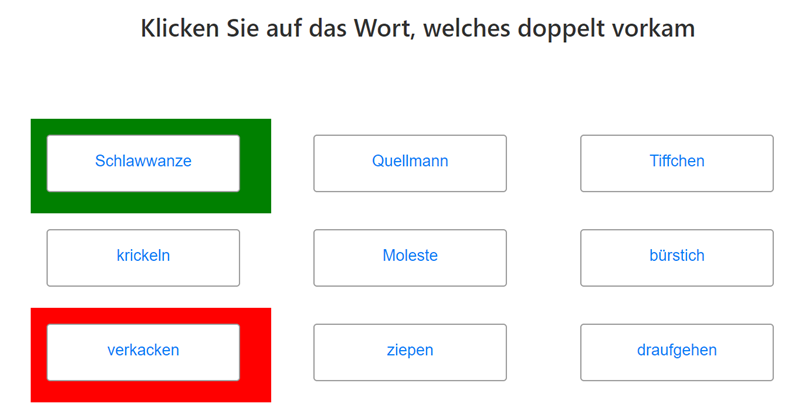 Klicken Sie auf das Wort, welches doppelt vorkam
Schlawwanze Quellmann Tiffchen
krickeln Moleste bürstich
verkacken ziepen draufgehen